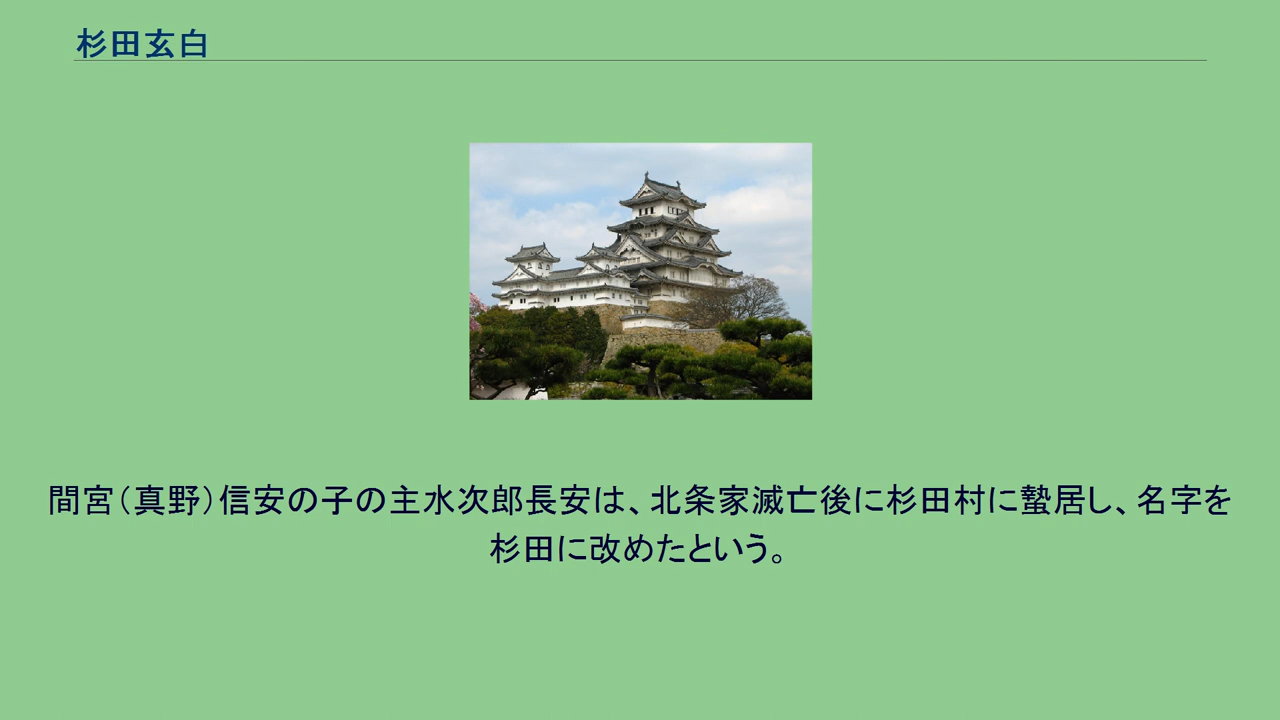 杉田玄白
間宮（真野）信安の子の主水次郎長安は、北条家滅亡後に杉田村に蟄居し、名字を
杉田に改めたという。